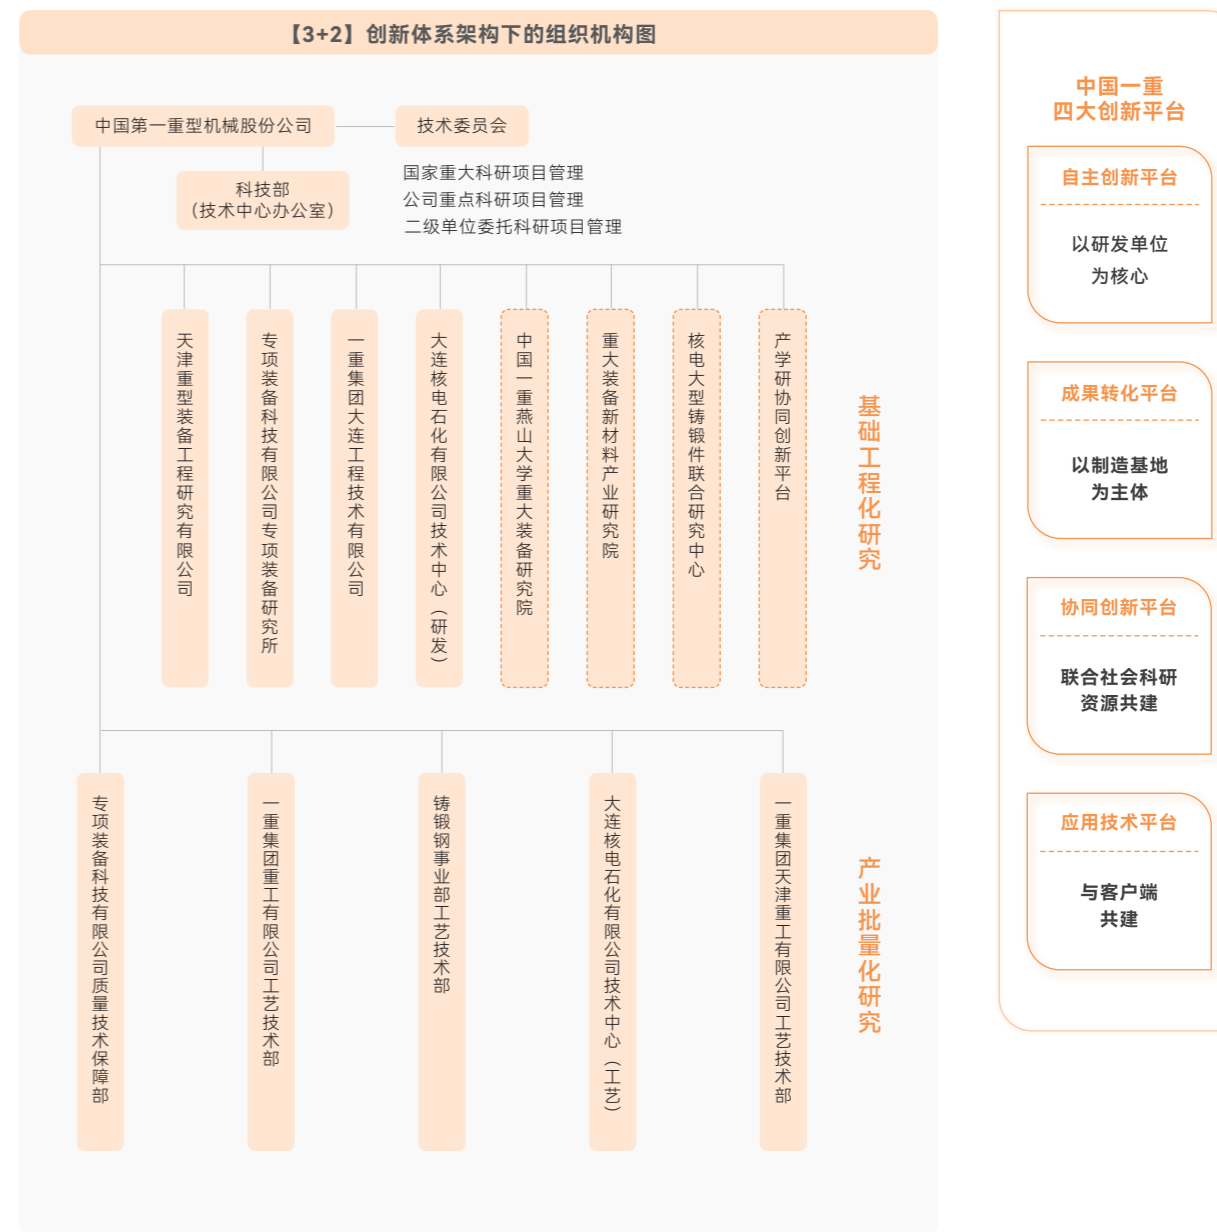 【3+2】创新体系架构下的组织机构图
中国第一重型机械股份公司
技术委员会
科技部
（技术中心办公室）
国家重大科研项目管理
公司重点科研项目管理
二级单位委托科研项目管理
天津重型装备工程研究有限公司
专项装备科技有限公司专项装备研究所
一重集团大连工程技术有限公司
大连核电石化有限公司技术中心（研发）
中国一重燕山大学重大装备研究院
重大装备新材料产业研究院
核电大型铸锻件联合研究中心
产学研协同创新平台
基础工程化研究
专项装备科技有限公司质量技术保障部
一重集团重工有限公司工艺技术部
铸锻钢事业部工艺技术部
大连核电石化有限公司技术中心（工艺）
一重集团天津重工有限公司工艺技术部
产业批量化研究
中国一重
四大创新平台
自主创新平台
以研发单位
为核心
成果转化平台
以制造基地
为主体
协同创新平台
联合社会科研
资源共建
应用技术平台
与客户端
共建